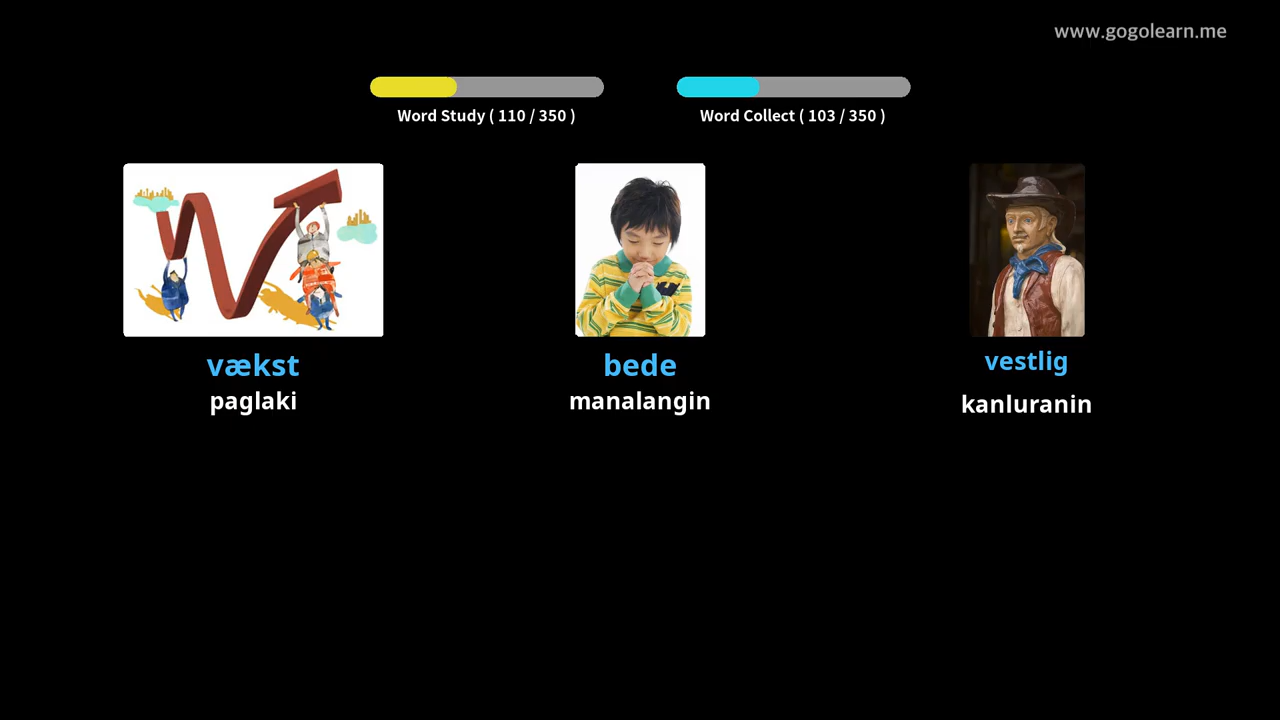 www.gogolearn.me
Word Study ( 110 / 350 )
Word Collect ( 103 / 350 )
vækst
paglaki
bede
manalangin
vestlig
kanluranin